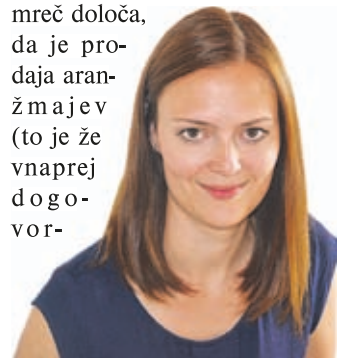 mreč določa,
da je pro-
daja aran-
žmajev
(to je že
vnaprej
dogo-
vor-